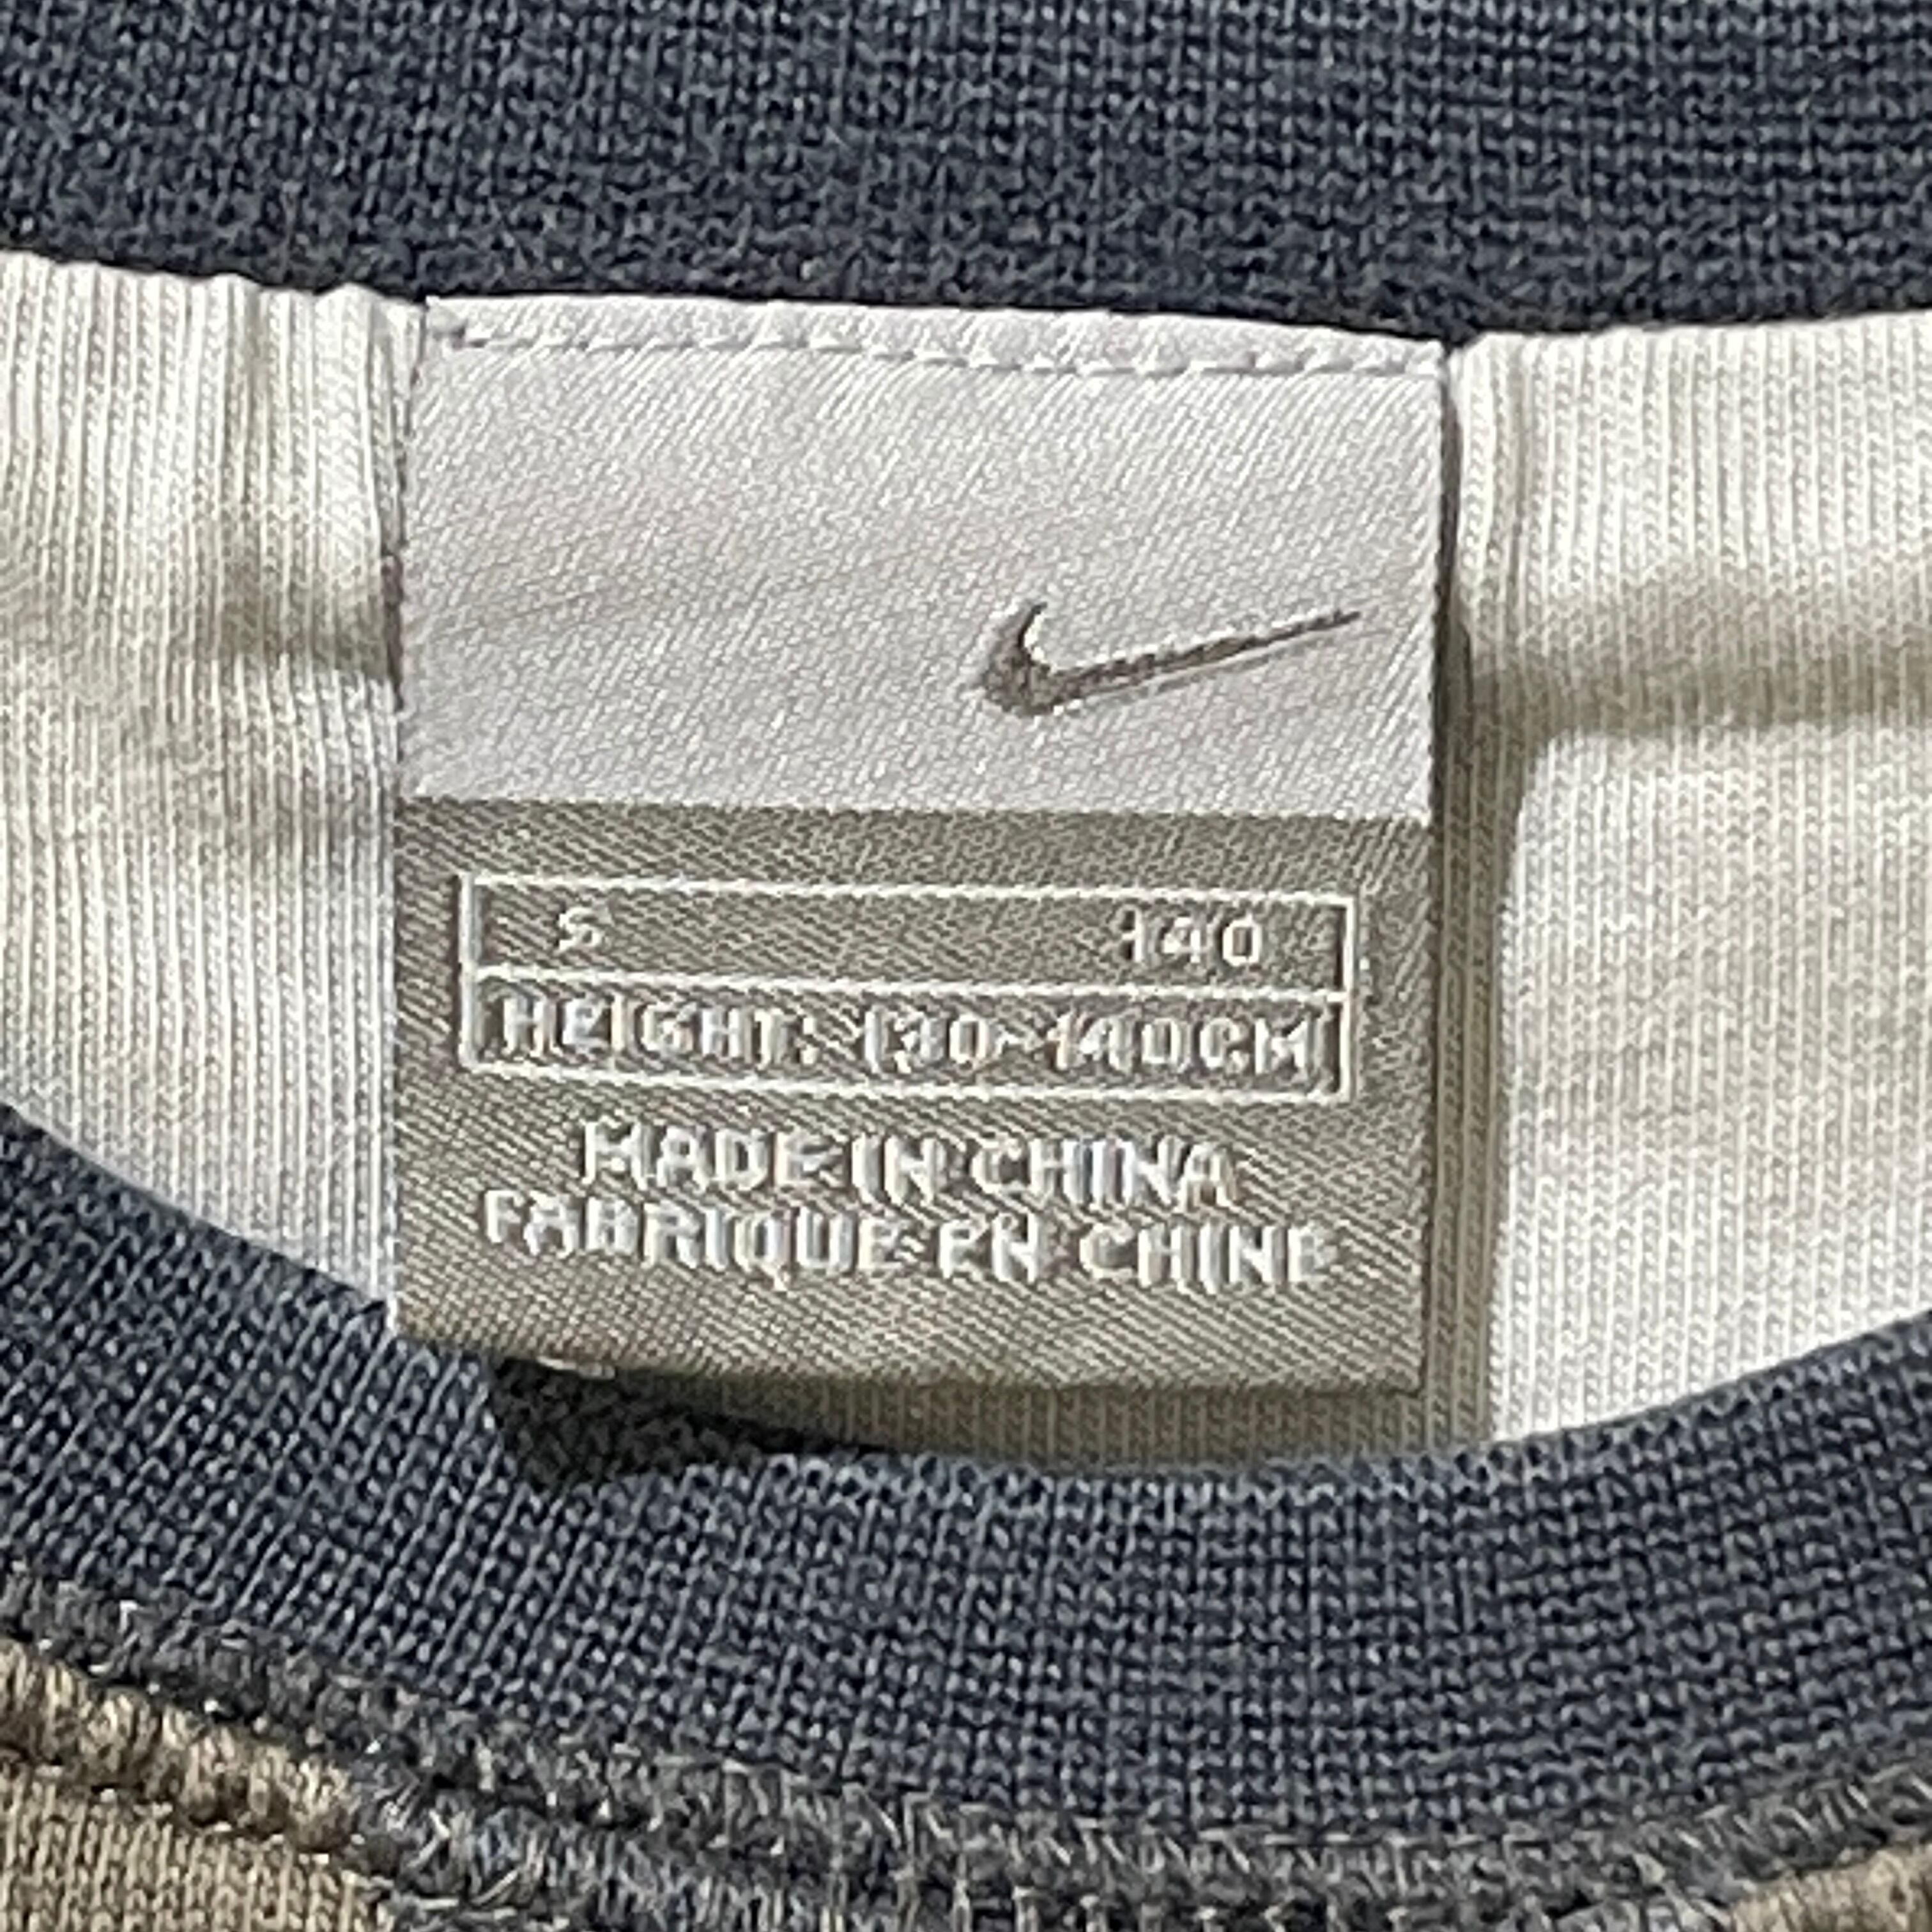 S 140
HEIGHT: 130-140CM
MADE IN CHINA
FABRIQUE EN CHINE